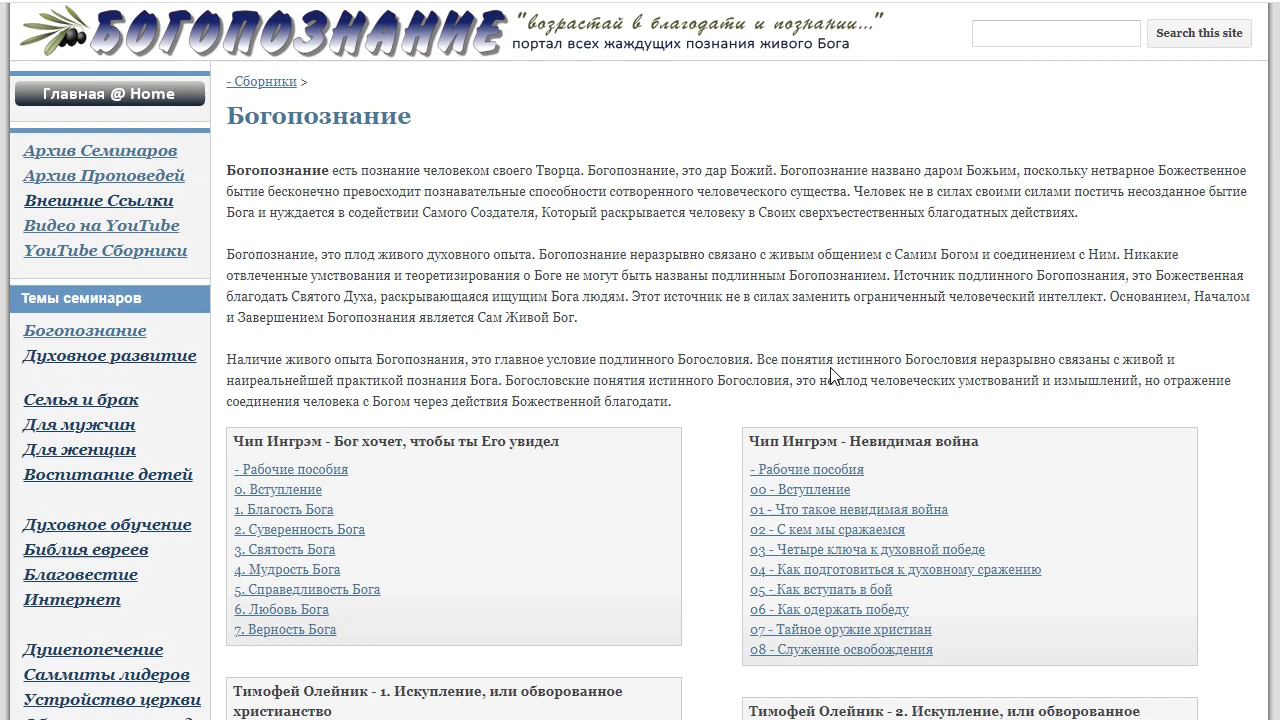 БОГОПОЗНАНИЕ
"возрастай в благодати и познании..."
портал всех жаждущих познания живого Бога
Search this site
Главная @ Home
Архив Семинаров
Архив Проповедей
Внешние Ссылки
Видео на YouTube
YouTube Сборники
Темы семинаров
Богопознание
Духовное развитие
Семья и брак
Для мужчин
Для женщин
Воспитание детей
Духовное обучение
Библия евреев
Благовестие
Интернет
Душепопечение
Саммиты лидеров
Устройство церкви
- Сборники >
Богопознание
Богопознание есть познание человеком своего Творца. Богопознание, это дар Божий. Богопознание названо даром Божьим, поскольку нетварное Божественное
бытие бесконечно превосходит познавательные способности сотворенного человеческого существа. Человек не в силах своими силами постичь несозданное бытие
Бога и нуждается в содействии Самого Создателя, Который раскрывается человеку в Своих сверхъестественных благодатных действиях.
Богопознание, это плод живого духовного опыта. Богопознание неразрывно связано с живым общением с Самим Богом и соединением с Ним. Никакие
отвлеченные умствования и теоретизирования о Боге не могут быть названы подлинным Богопознанием. Источник подлинного Богопознания, это Божественная
благодать Святого Духа, раскрывающаяся ищущим Бога людям. Этот источник не в силах заменить ограниченный человеческий интеллект. Основанием, Началом
и Завершением Богопознания является Сам Живой Бог.
Наличие живого опыта Богопознания, это главное условие подлинного Богословия. Все понятия истинного Богословия неразрывно связаны с живой и
наиреальнейшей практикой познания Бога. Богословские понятия истинного Богословия, это не плод человеческих умствований и измышлений, но отражение
соединения человека с Богом через действия Божественной благодати.
Чип Ингрэм - Бог хочет, чтобы ты Его увидел
- Рабочие пособия
0. Вступление
1. Благость Бога
2. Суверенность Бога
3. Святость Бога
4. Мудрость Бога
5. Справедливость Бога
6. Любовь Бога
7. Верность Бога
Чип Ингрэм - Невидимая война
- Рабочие пособия
00 - Вступление
01 - Что такое невидимая война
02 - С кем мы сражаемся
03 - Четыре ключа к духовной победе
04 - Как подготовиться к духовному сражению
05 - Как вступать в бой
06 - Как одержать победу
07 - Тайное оружие христиан
08 - Служение освобождения
Тимофей Олейник - 1. Искупление, или обворованное
христианство
Тимофей Олейник - 2. Искупление, или обворованное